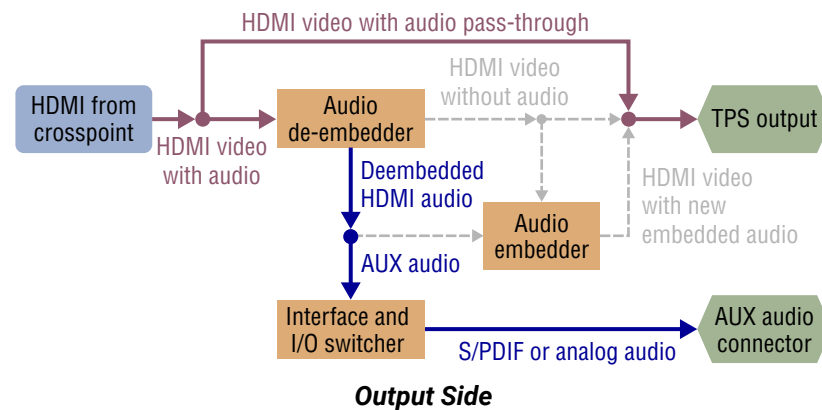 HDMI video with audio pass-through
HDMI from
crosspoint
HDMI video
with audio
Audio
de-embedder
HDMI video
without audio
TPS output
Deembedded
HDMI audio
AUX audio
Audio
embedder
HDMI video
with new
embedded audio
Interface and
I/O switcher
S/PDIF or analog audio
AUX audio
connector
Output Side